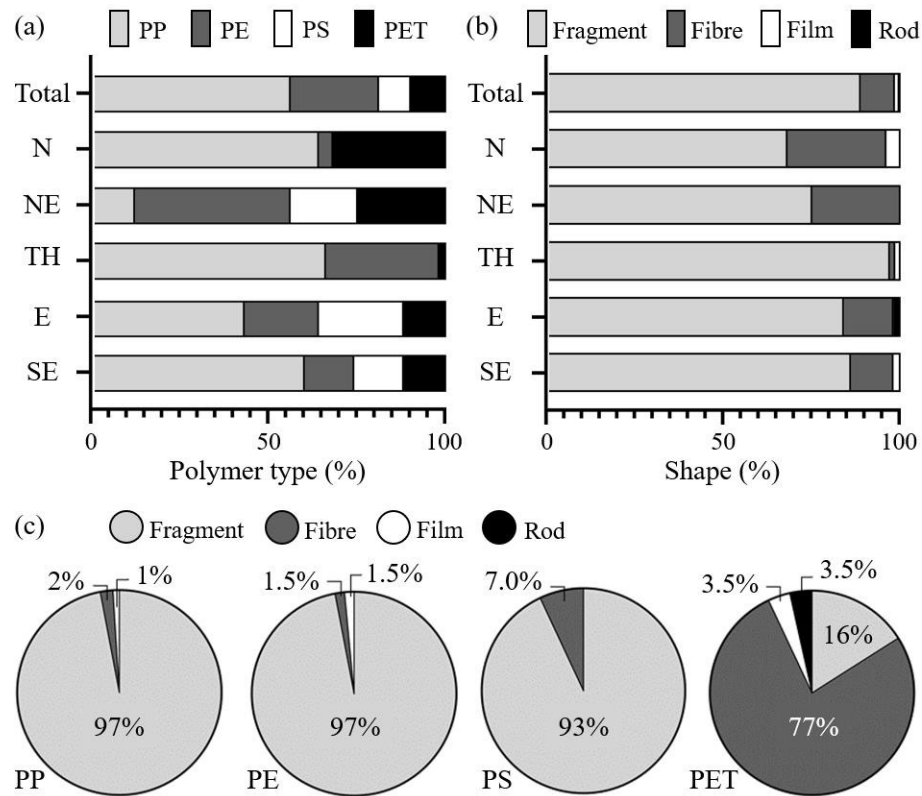 (a) PP PE PS PET
Total
N
NE
TH
E
SE
0 50 100
Polymer type (%)
(b) Fragment Fibre Film Rod
Total
N
NE
TH
E
SE
0 50 100
Shape (%)
(c) Fragment Fibre Film Rod
2% 1%
97%
PP
1.5% 1.5%
97%
PE
7.0%
93%
PS
3.5% 3.5%
16%
77%
PET